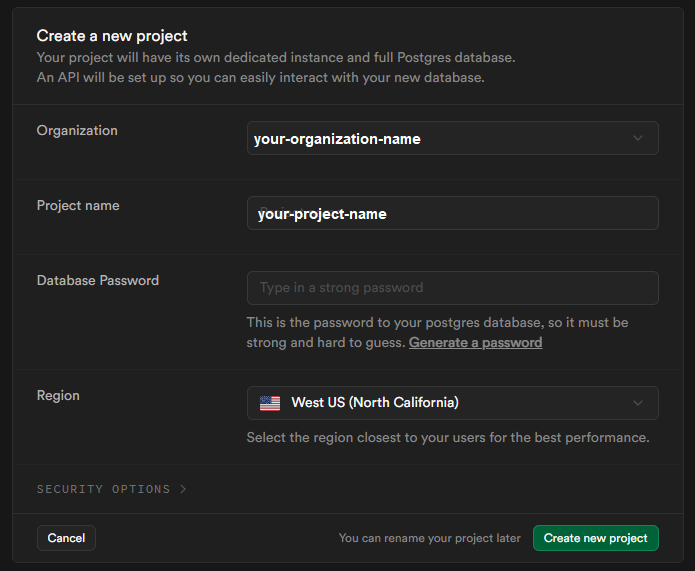 Create a new project
Your project will have its own dedicated instance and full Postgres database.
An API will be set up so you can easily interact with your new database.
Organization
your-organization-name
Project name
your-project-name
Database Password
Type in a strong password
This is the password to your postgres database, so it must be
strong and hard to guess. Generate a password
Region
West US (North California)
Select the region closest to your users for the best performance.
SECURITY OPTIONS >
Cancel
You can rename your project later
Create new project